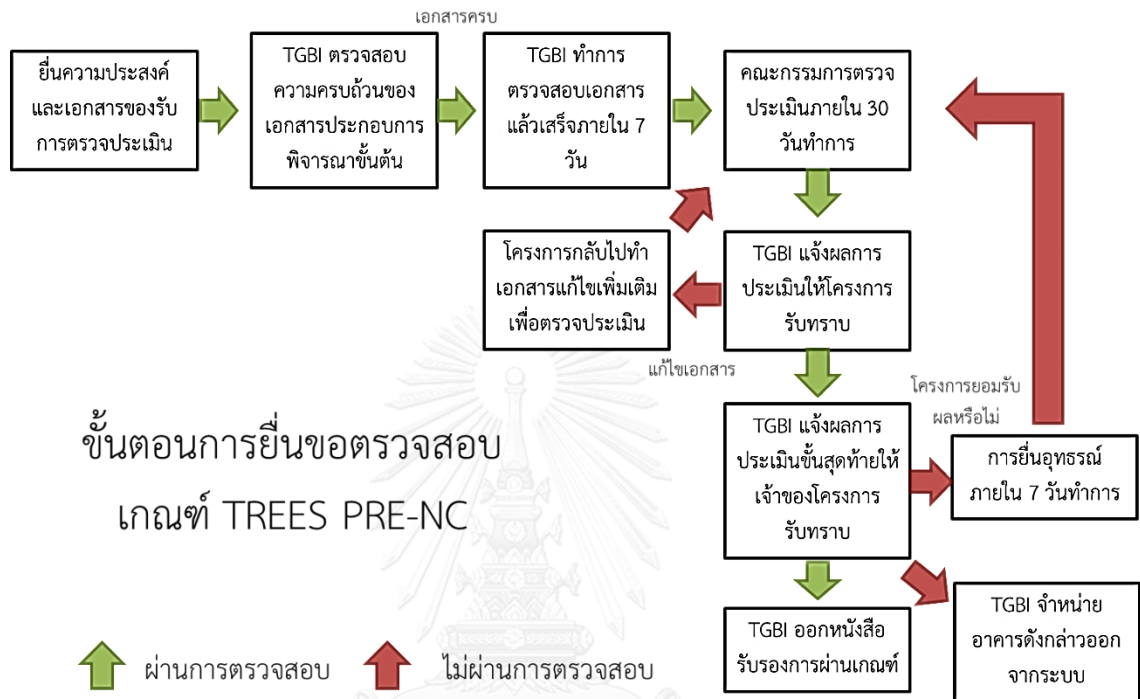 เอกสารครบ
ยื่นความประสงค์
และเอกสารของรับ
การตรวจประเมิน
TGBI ตรวจสอบ
ความครบถ้วนของ
เอกสารประกอบการ
พิจารณาขั้นต้น
TGBI ทำการ
ตรวจสอบเอกสาร
แล้วเสร็จภายใน 7
วัน
คณะกรรมการตรวจ
ประเมินภายใน 30
วันทำการ
โครงการกลับไปทำ
เอกสารแก้ไขเพิ่มเติม
เพื่อตรวจประเมิน
TGBI แจ้งผลการ
ประเมินให้โครงการ
รับทราบ
แก้ไขเอกสาร
โครงการยอมรับ
ผลหรือไม่
TGBI แจ้งผลการ
ประเมินขั้นสุดท้ายให้
เจ้าของโครงการ
รับทราบ
การยื่นอุทธรณ์
ภายใน 7 วันทำการ
ขั้นตอนการยื่นขอตรวจสอบ
เกณฑ์ TREES PRE-NC
TGBI ออกหนังสือ
รับรองการผ่านเกณฑ์
TGBI จำหน่าย
อาคารดังกล่าวออก
จากระบบ
ผ่านการตรวจสอบ
ไม่ผ่านการตรวจสอบ